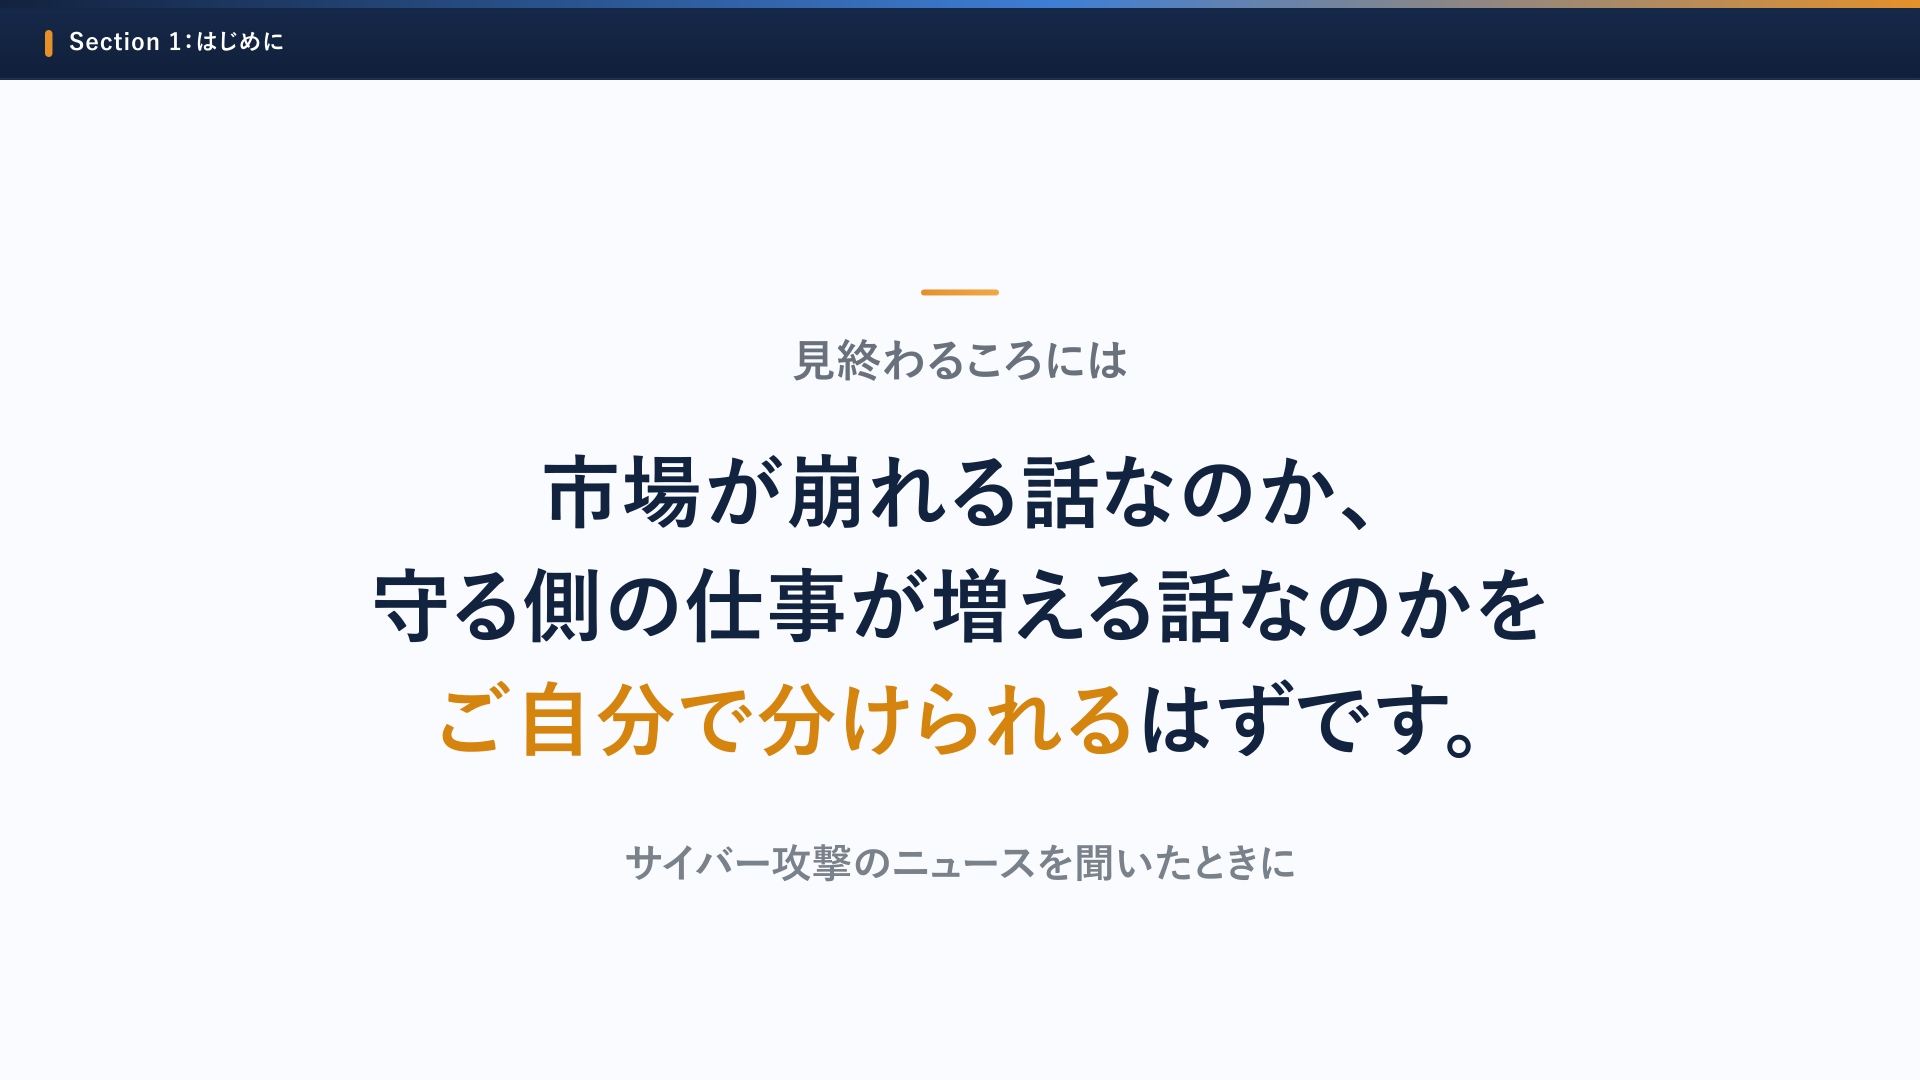 Section 1：はじめに
見終わるころには
市場が崩れる話なのか、
守る側の仕事が増える話なのかを
ご自分で分けられるはずです。
サイバー攻撃のニュースを聞いたときに